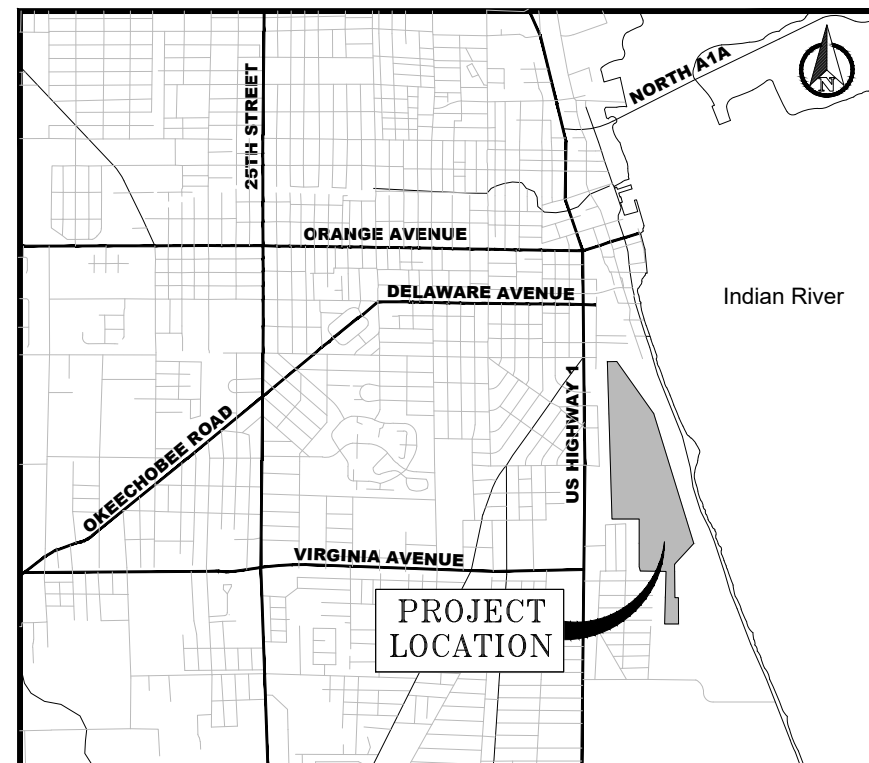 NORTH A1A
N
25TH STREET
ORANGE AVENUE
DELAWARE AVENUE
Indian River
US HIGHWAY 1
OKEECHOBEE ROAD
VIRGINIA AVENUE
PROJECT
LOCATION